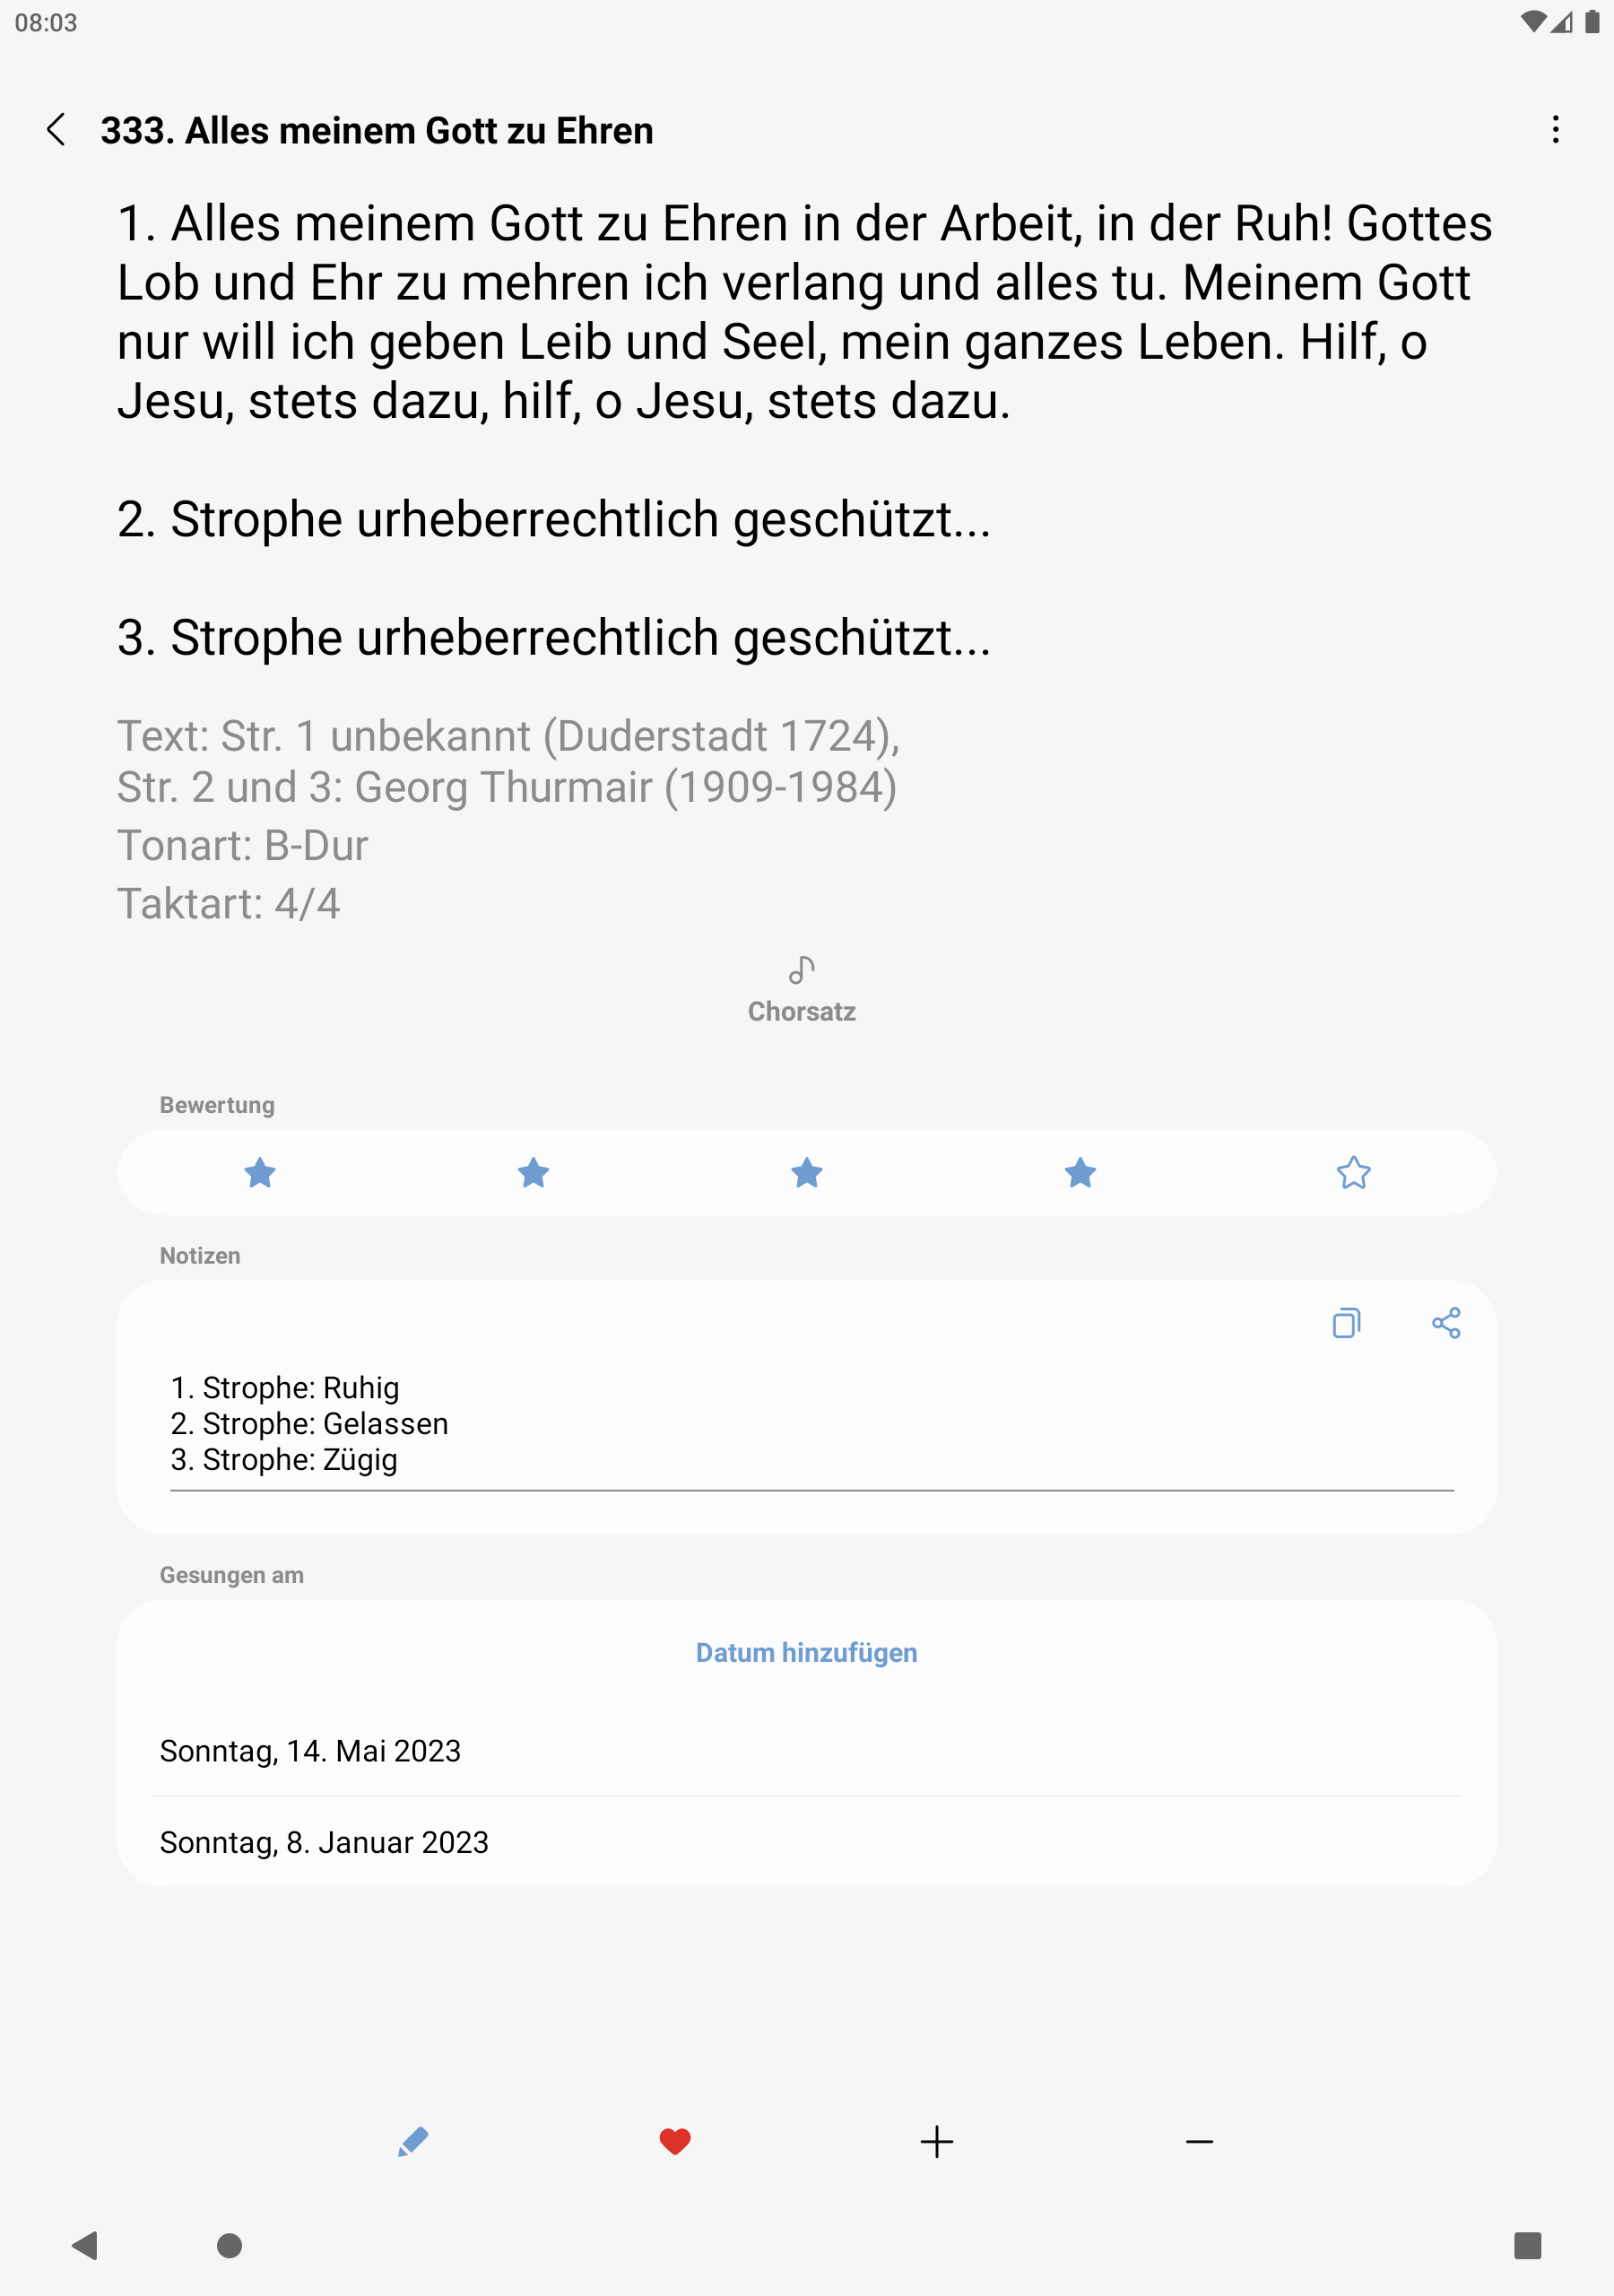 08:03
333. Alles meinem Gott zu Ehren
1. Alles meinem Gott zu Ehren in der Arbeit, in der Ruh! Gottes
Lob und Ehr zu mehren ich verlang und alles tu. Meinem Gott
nur will ich geben Leib und Seel, mein ganzes Leben. Hilf, o
Jesu, stets dazu, hilf, o Jesu, stets dazu.
2. Strophe urheberrechtlich geschützt...
3. Strophe urheberrechtlich geschützt...
Text: Str. 1 unbekannt (Duderstadt 1724),
Str. 2 und 3: Georg Thurmair (1909-1984)
Tonart: B-Dur
Taktart: 4/4
Chorsatz
Bewertung
Notizen
1. Strophe: Ruhig
2. Strophe: Gelassen
3. Strophe: Zügig
Gesungen am
Datum hinzufügen
Sonntag, 14. Mai 2023
Sonntag, 8. Januar 2023